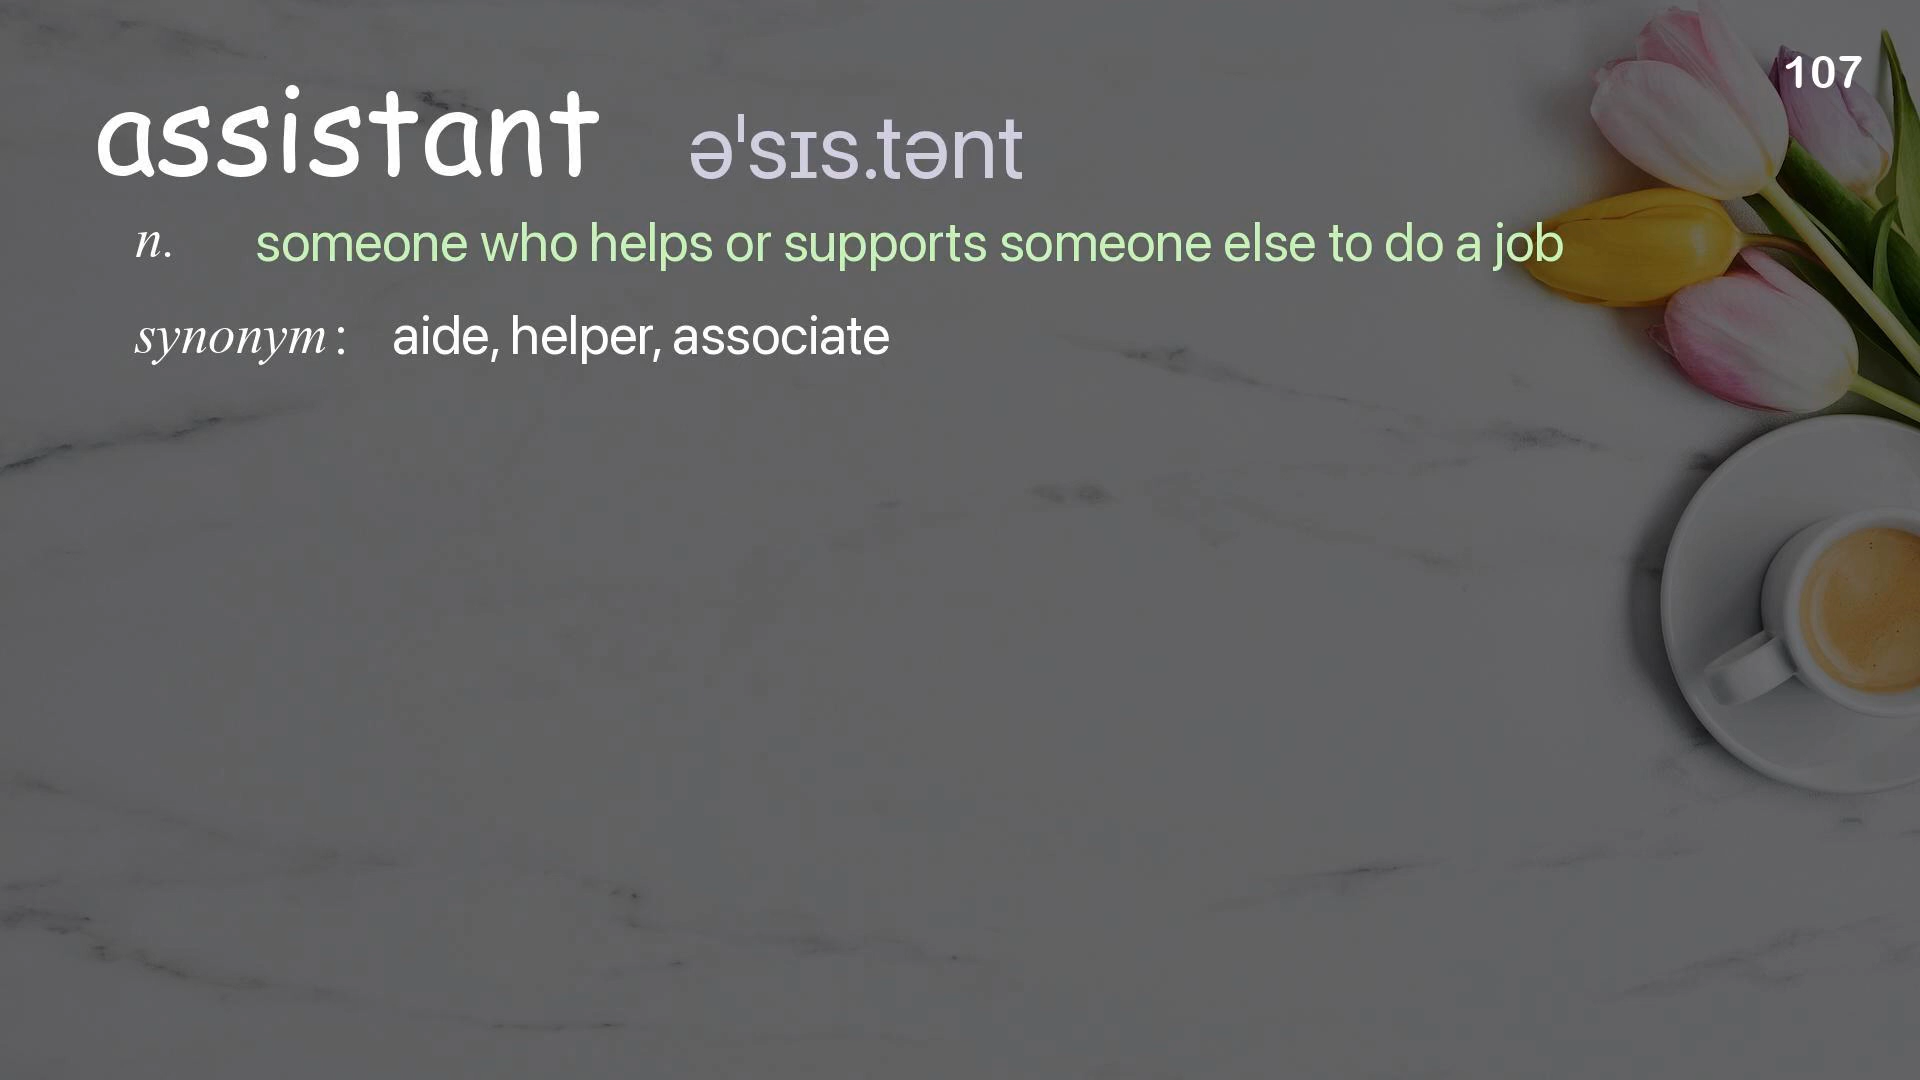 107
assistant əˈsɪs.tənt
n. someone who helps or supports someone else to do a job
synonym : aide, helper, associate